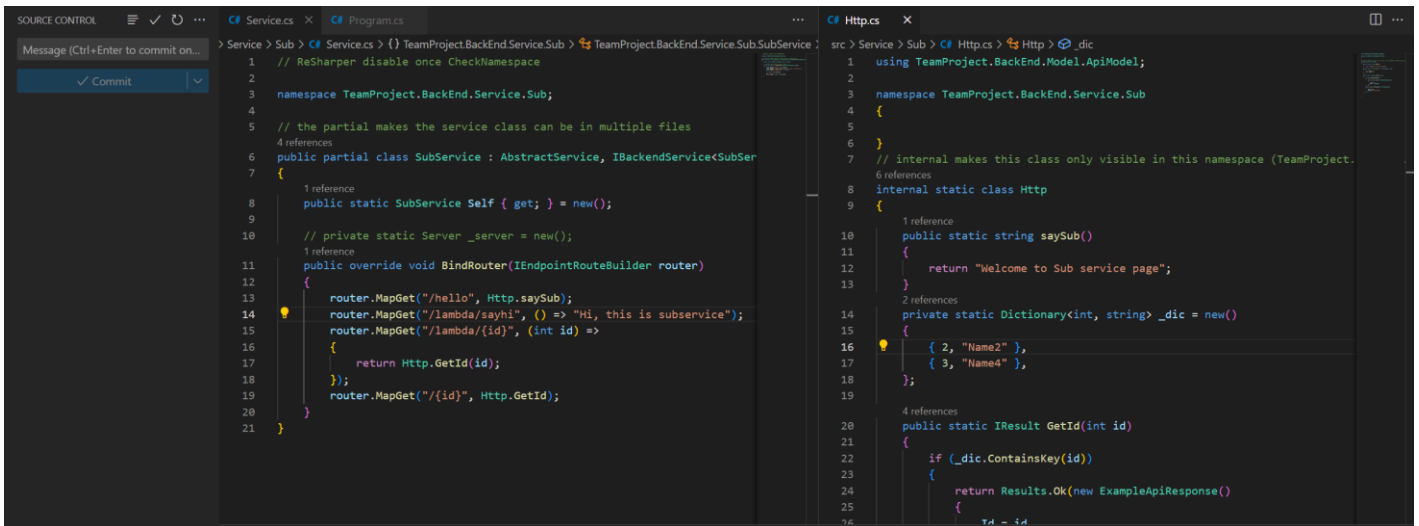 SOURCE CONTROL
Message (Ctrl+Enter to commit on...
Commit
Service.cs
Program.cs
> Service > Sub > C# Service.cs > {} TeamProject.BackEnd.Service.Sub > TeamProject.BackEnd.Service.Sub.SubService >
1 // ReSharper disable once CheckNamespace
2
3 namespace TeamProject.BackEnd.Service.Sub;
4
5 // the partial makes the service class can be in multiple files
4 references
6 public partial class SubService : AbstractService, IBackendService<SubSer
7 {
1 reference
8 public static SubService Self { get; } = new();
9
10 // private static Server _server = new();
1 reference
11 public override void BindRouter(IEndpointRouteBuilder router)
12 {
13 router.MapGet("/hello", Http.saySub);
14 router.MapGet("/lambda/sayhi", () => "Hi, this is subservice");
15 router.MapGet("/lambda/{id}", (int id) =>
16 {
17 return Http.GetId(id);
18 });
19 router.MapGet("/{id}", Http.GetId);
20 }
21 }
C# Http.cs
src > Service > Sub > C# Http.cs > Http > _dic
1 using TeamProject.BackEnd.Model.ApiModel;
2
3 namespace TeamProject.BackEnd.Service.Sub
4 {
5
6 }
7 // internal makes this class only visible in this namespace (TeamProject.
6 references
8 internal static class Http
9 {
1 reference
10 public static string saySub()
11 {
12 return "Welcome to Sub service page";
13 }
2 references
14 private static Dictionary<int, string> _dic = new()
15 {
16 { 2, "Name2" },
17 { 3, "Name4" },
18 };
19
4 references
20 public static IResult GetId(int id)
21 {
22 if (_dic.ContainsKey(id))
23 {
24 return Results.Ok(new ExampleApiResponse()
25 {
26 Id = id